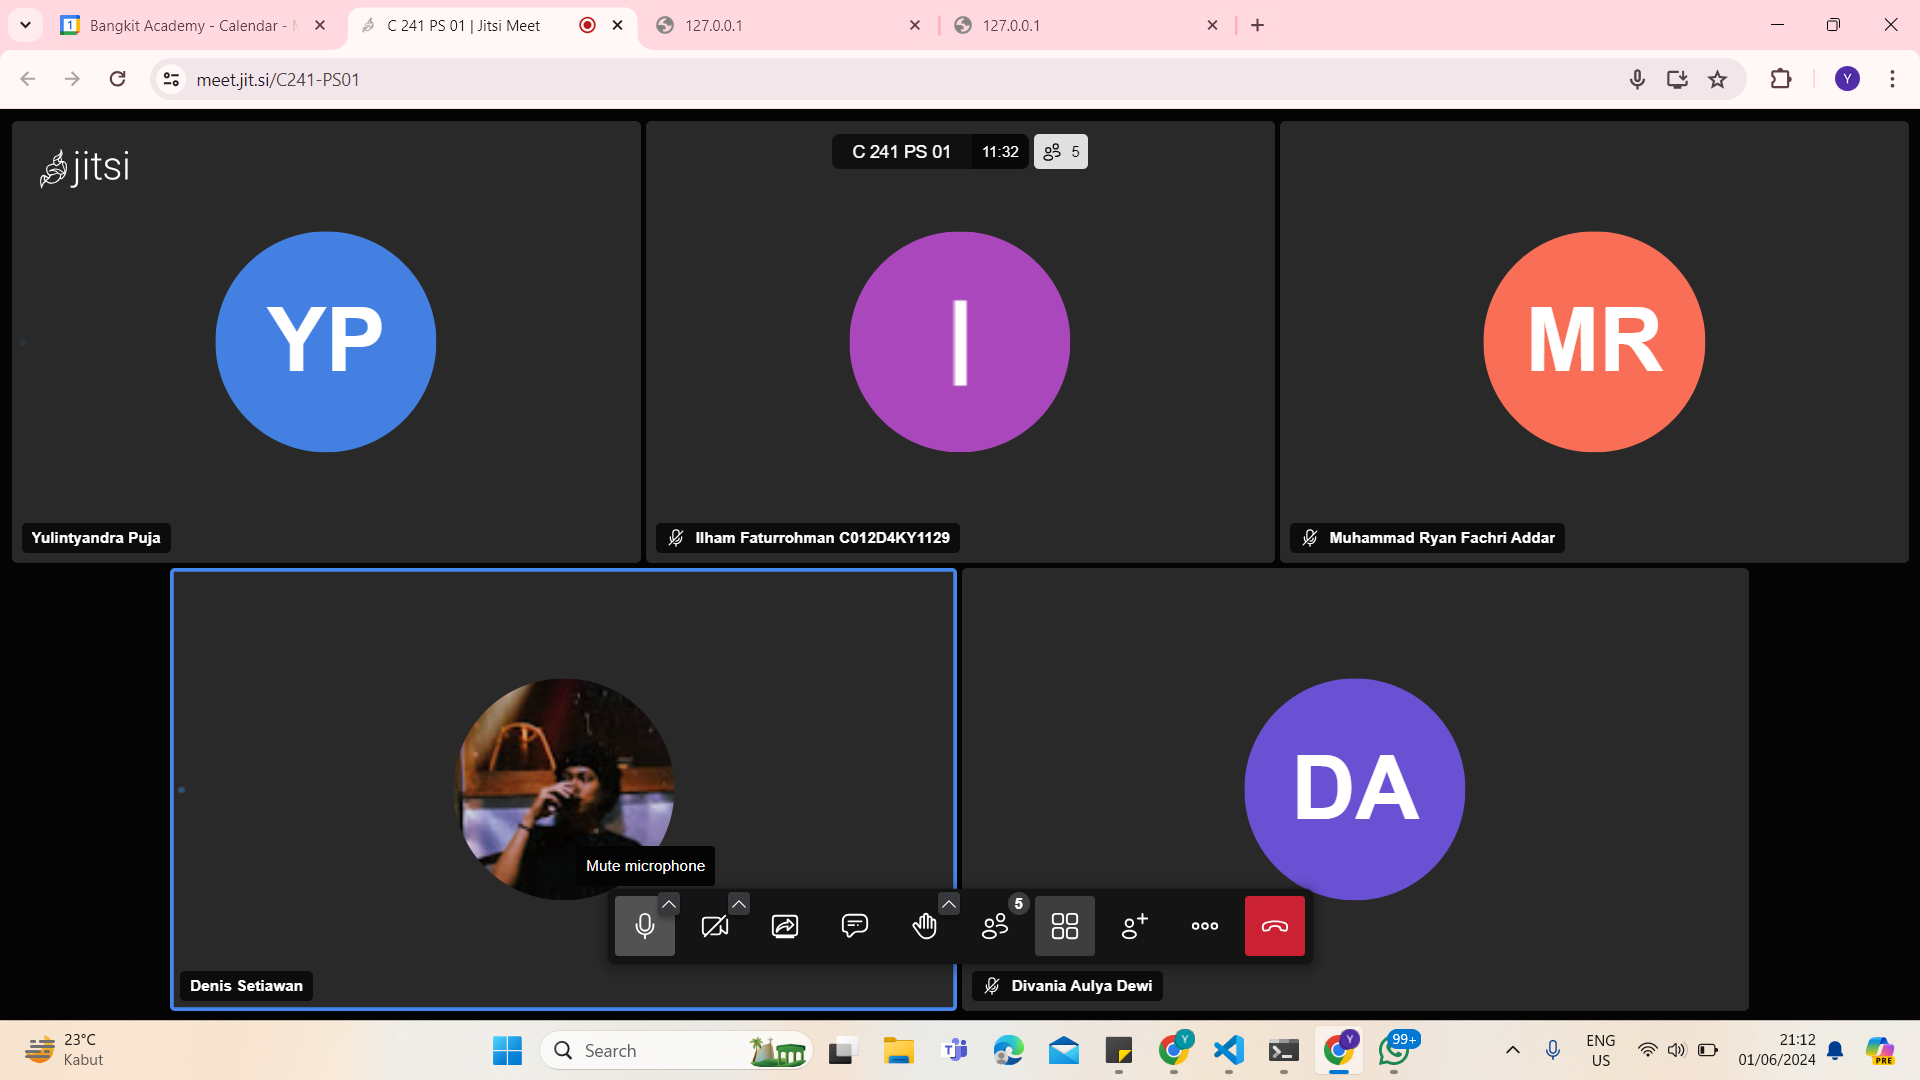 Bangkit Academy - Calendar -
C 241 PS 01 | Jitsi Meet
127.0.0.1
127.0.0.1
meet.jit.si/C241-PS01
Y
jitsi
C 241 PS 01
11:32
5
YP
I
MR
Yulintyandra Puja
Ilham Faturrohman C012D4KY1129
Muhammad Ryan Fachri Addar
DA
Mute microphone
5
Denis Setiawan
Divania Aulya Dewi
23°C
Kabut
Search
Y
Y
99+
ENG
US
21:12
01/06/2024
PRE